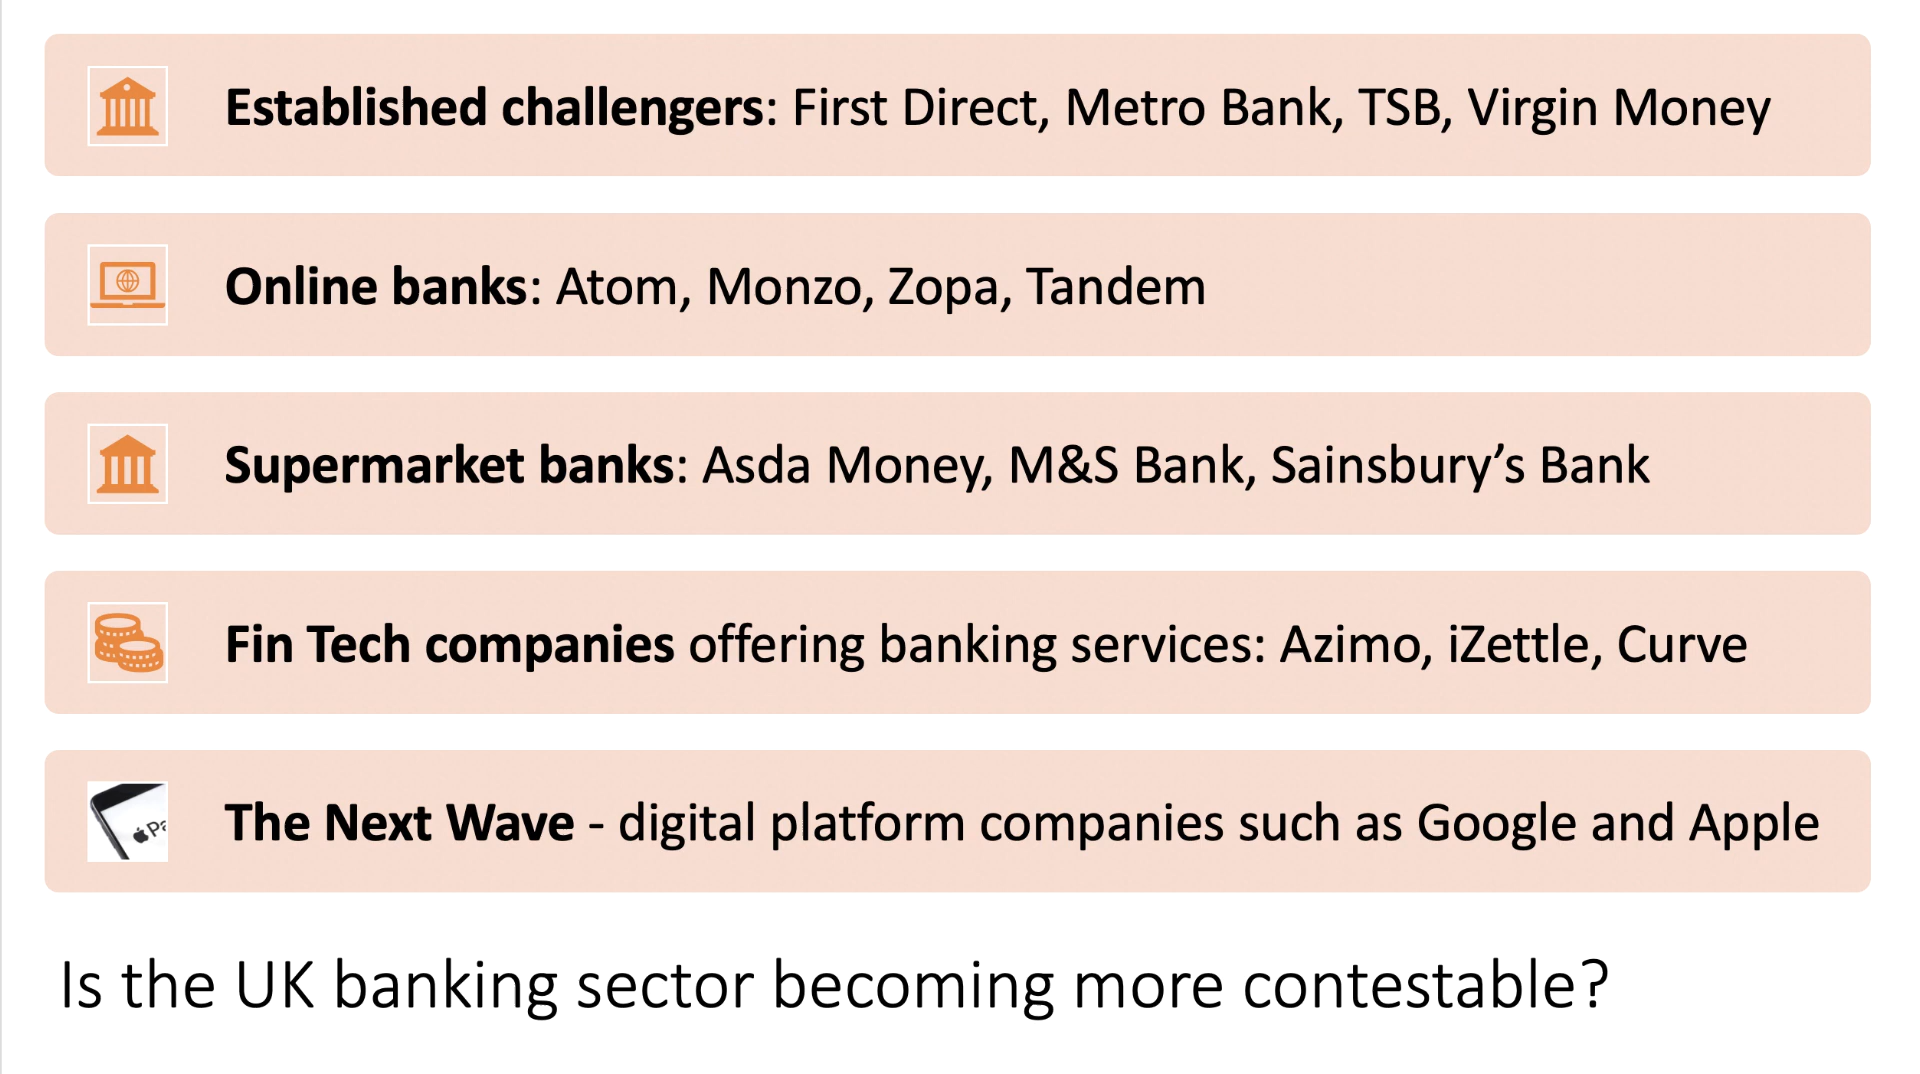 Established challengers: First Direct, Metro Bank, TSB, Virgin Money
Online banks: Atom, Monzo, Zopa, Tandem
Supermarket banks: Asda Money, M&S Bank, Sainsbury’s Bank
Fin Tech companies offering banking services: Azimo, iZettle, Curve
Pa
The Next Wave - digital platform companies such as Google and Apple
Is the UK banking sector becoming more contestable?